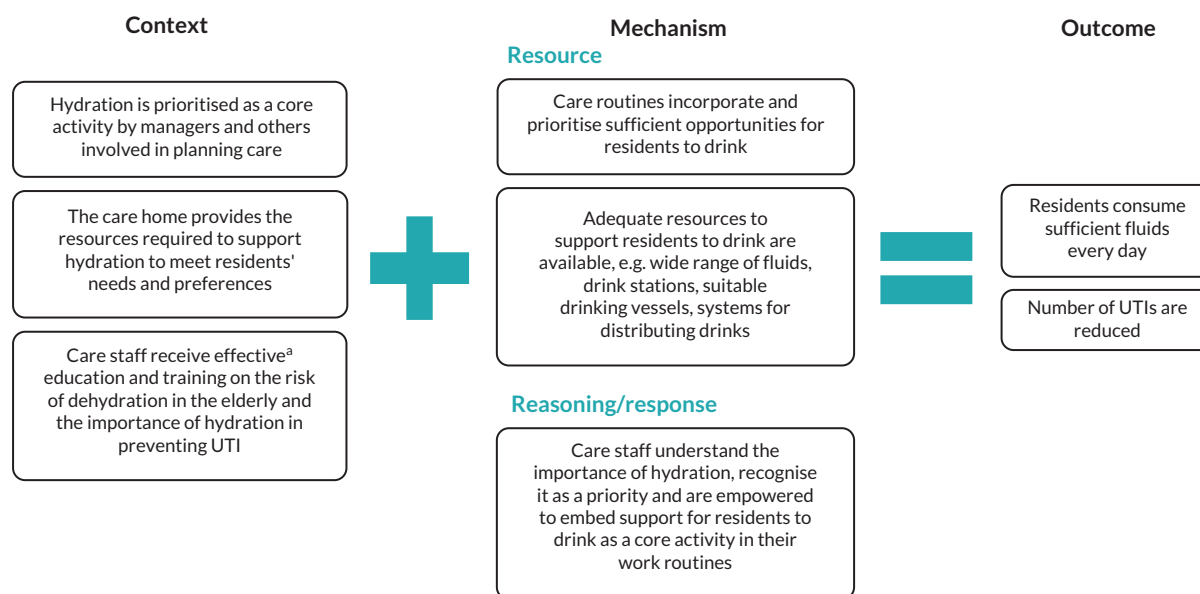 Context
Hydration is prioritised as a core
activity by managers and others
involved in planning care
The care home provides the
resources required to support
hydration to meet residents'
needs and preferences
Care staff receive effectiveᵃ
education and training on the risk
of dehydration in the elderly and
the importance of hydration in
preventing UTI
Mechanism
Resource
Care routines incorporate and
prioritise sufficient opportunities for
residents to drink
Adequate resources to
support residents to drink are
available, e.g. wide range of fluids,
drink stations, suitable
drinking vessels, systems for
distributing drinks
Reasoning/response
Care staff understand the
importance of hydration, recognise
it as a priority and are empowered
to embed support for residents to
drink as a core activity in their
work routines
Outcome
Residents consume
sufficient fluids
every day
Number of UTIs are
reduced